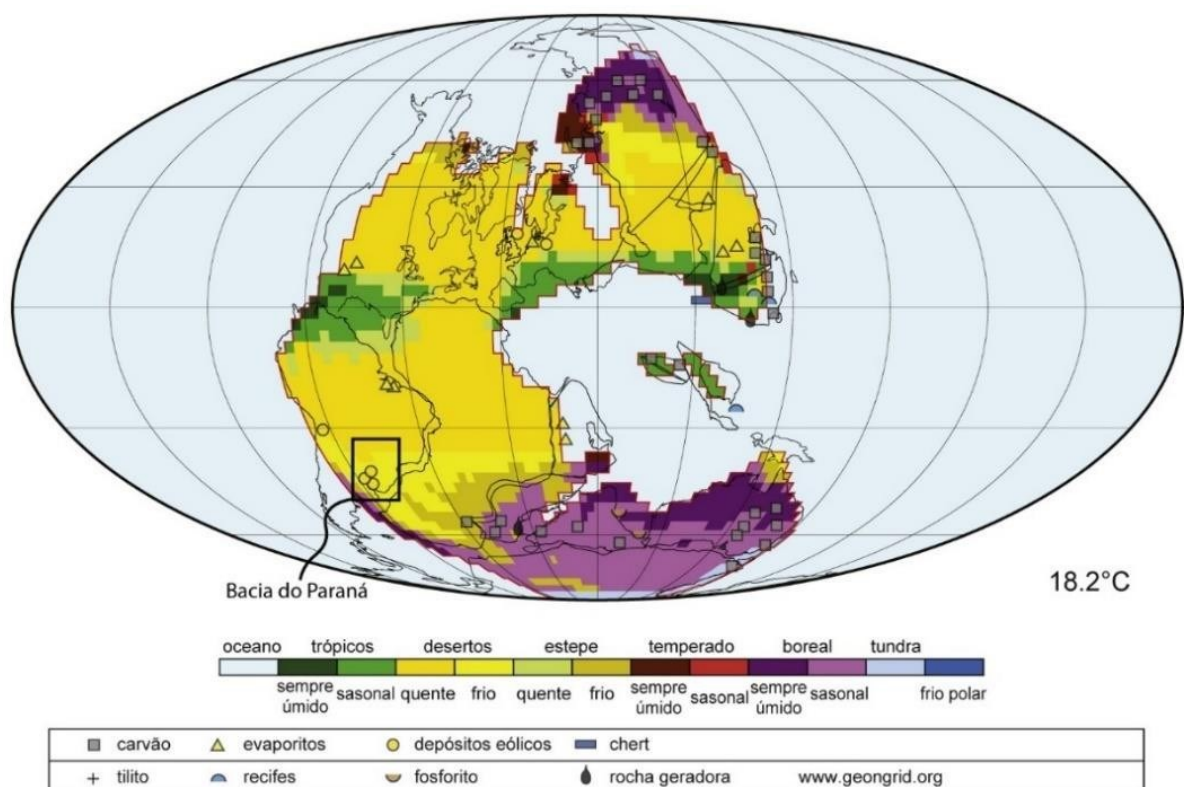 Bacia do Paraná
18.2°C
oceano trópicos desertos estepe temperado boreal tundra
sempre úmido sasonal quente frio quente frio sempre úmido sasonal sempre úmido sasonal frio polar
carvão evaporitos depósitos eólicos chert
tilito recifes fosforito rocha geradora www.geongrid.org